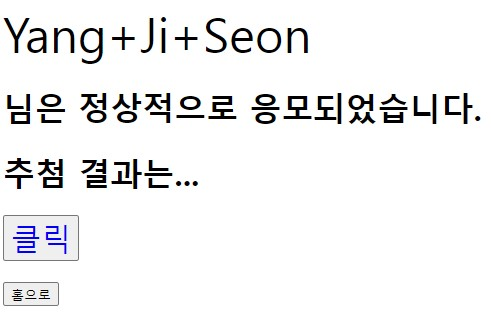 Yang+Ji+Seon
님은 정상적으로 응모되었습니다.
추첨 결과는...
클릭
홈으로